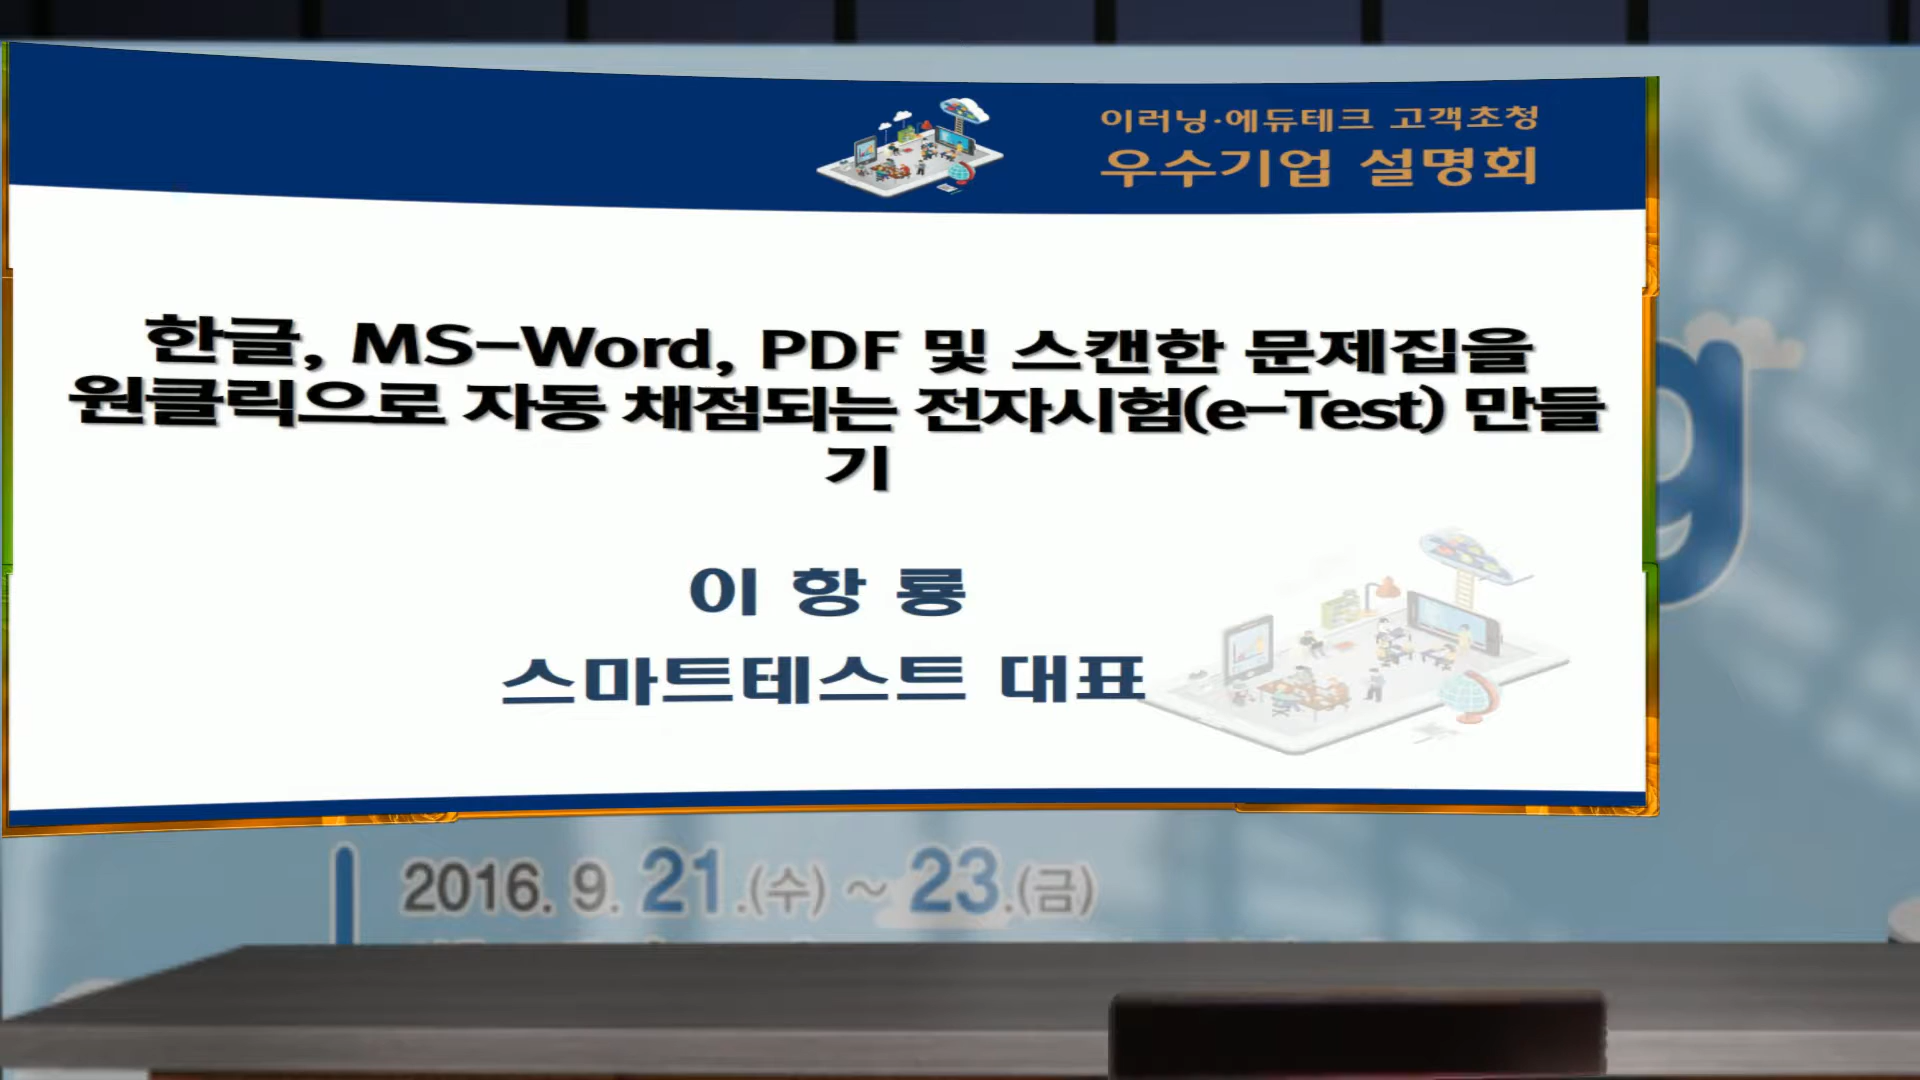 이러닝·에듀테크 고객초청
우수기업 설명회
한글, MS-Word, PDF 및 스캔한 문제집을
원클릭으로 자동 채점되는 전자시험(e-Test) 만들
기
이 항 룡
스마트테스트 대표
g
2016. 9. 21.(수) ~ 23.(금)